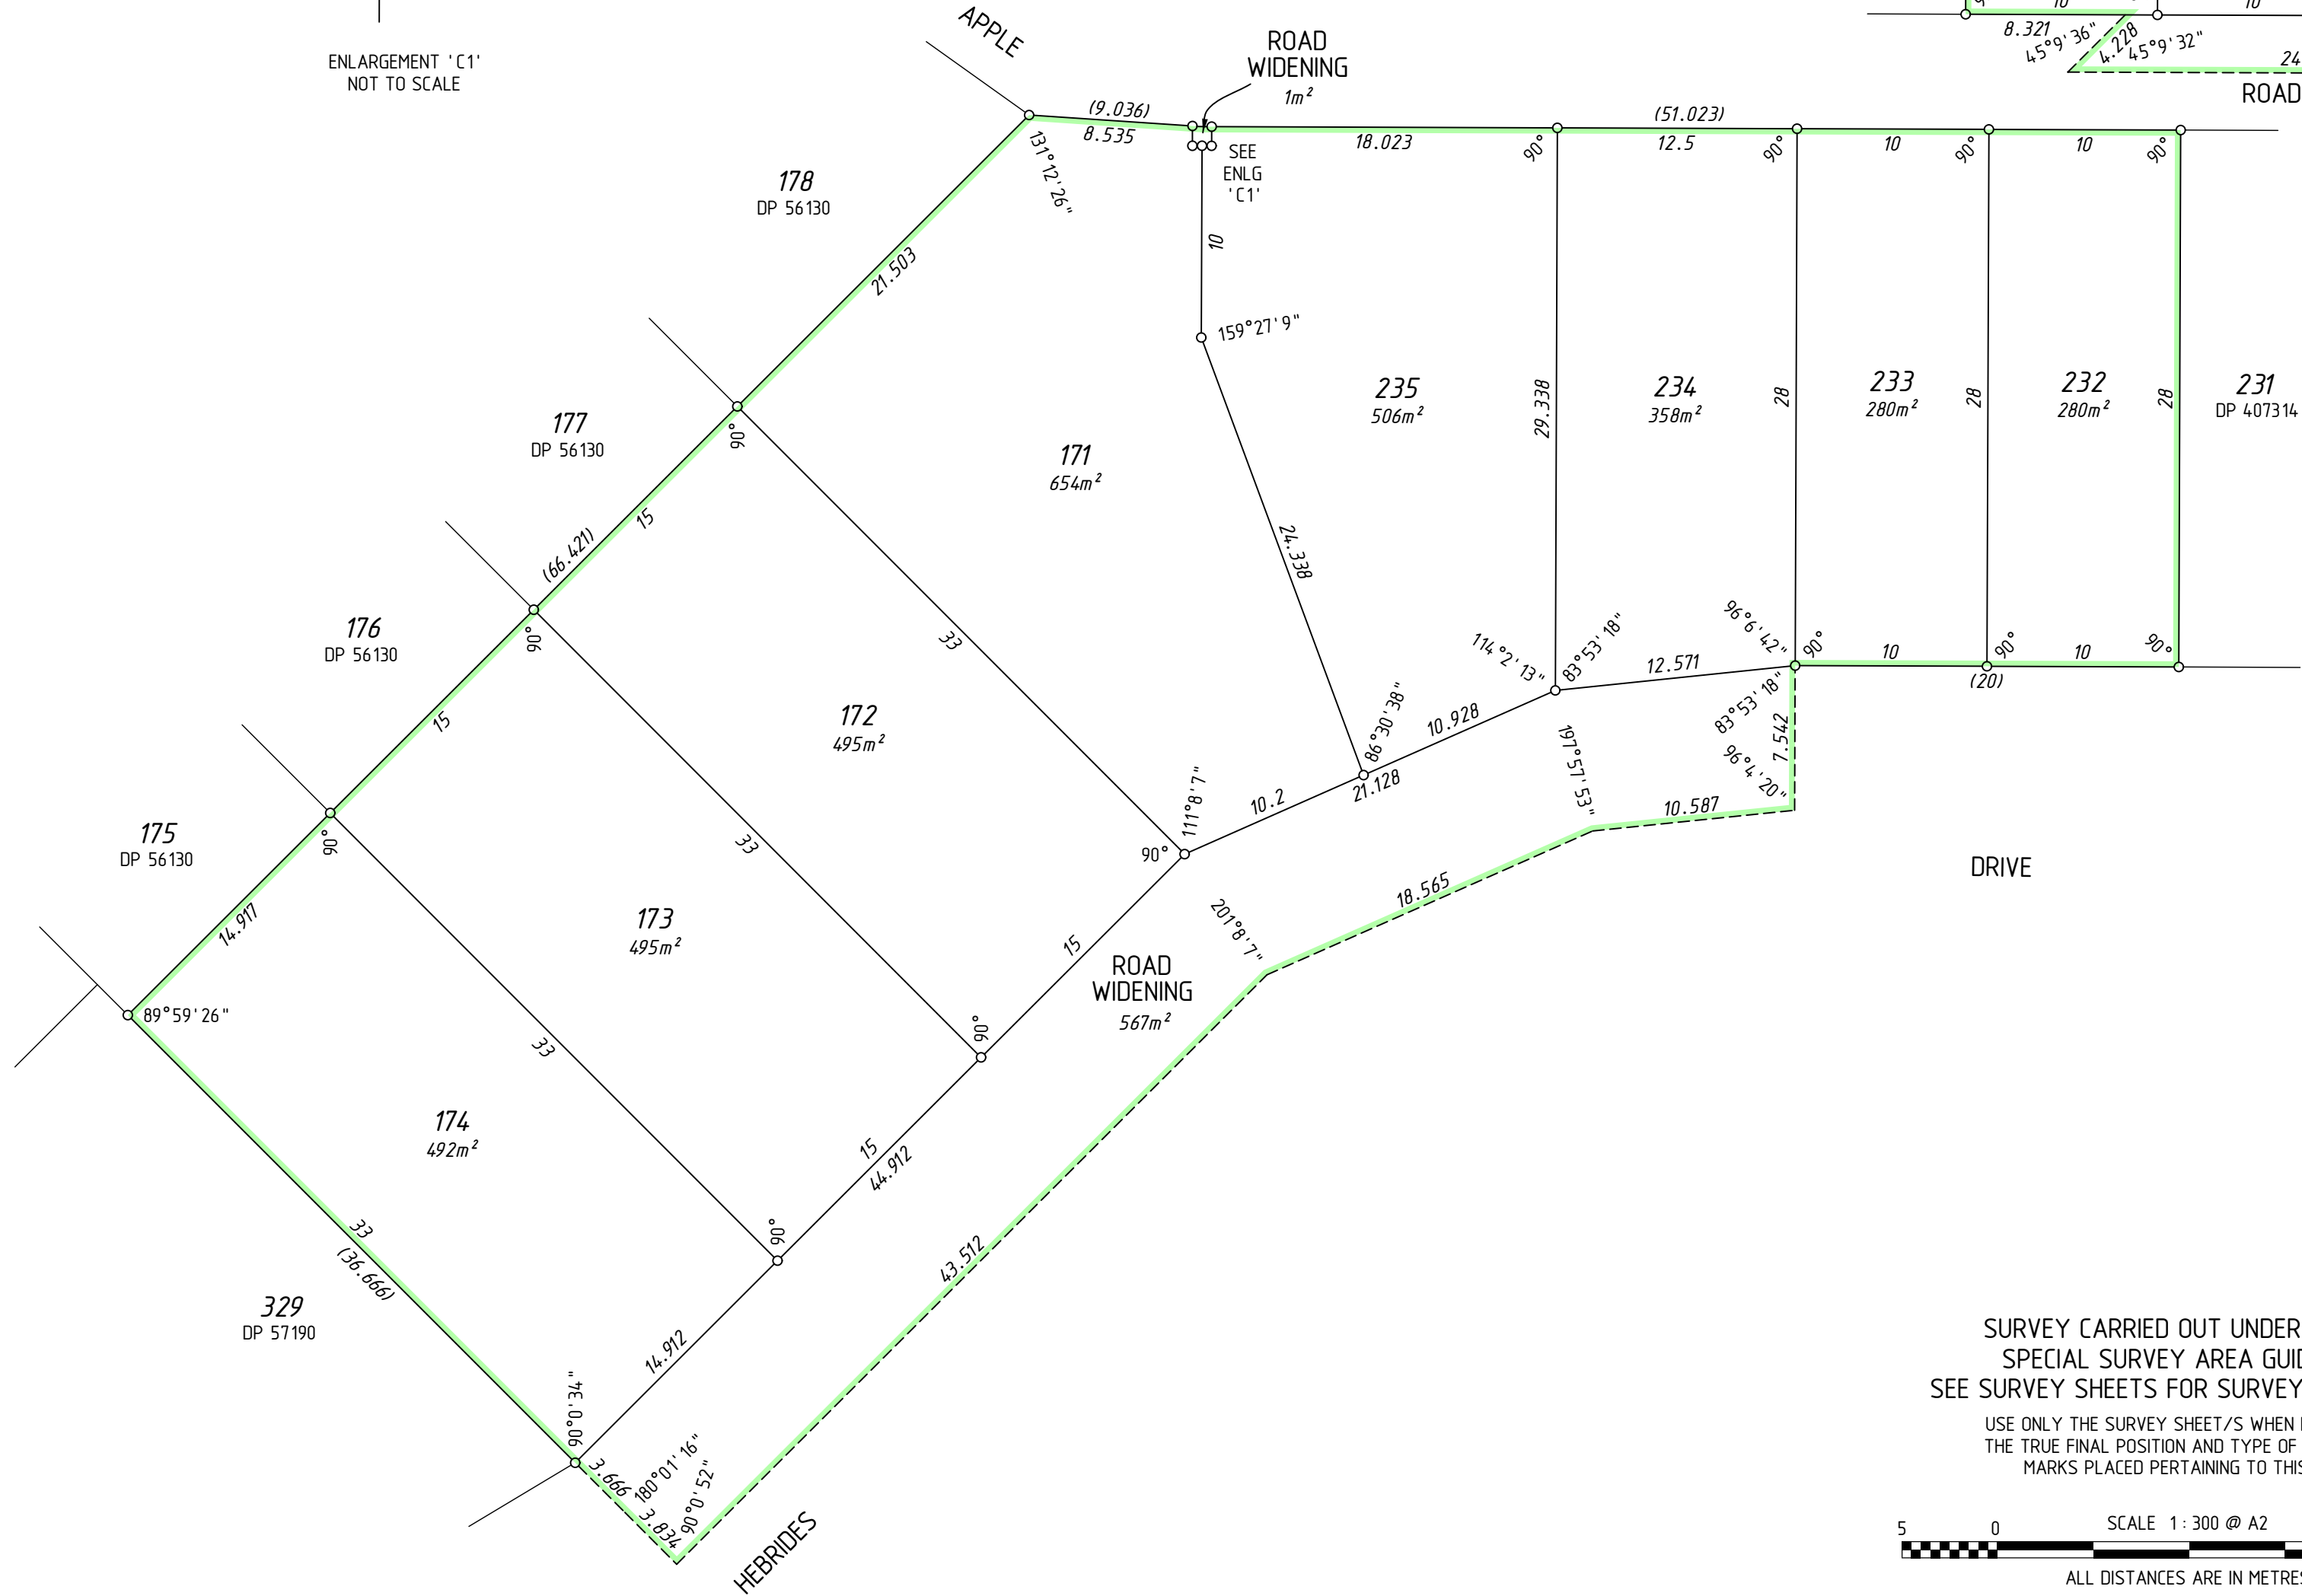 ENLARGEMENT 'C1'
NOT TO SCALE
APPLE
ROAD
WIDENING
1m²
10
10
8.321
45°9'36"
4.228
45°9'32"
24
ROAD
(9.036)
8.535
131°12'26"
SEE
ENLG
'C1'
18.023
(51.023)
90°
12.5
90°
10
90°
10
90°
178
DP 56130
21.503
10
159°27'9"
177
DP 56130
90°
15
(66.421)
171
654m²
235
506m²
29.338
234
358m²
28
233
280m²
28
232
280m²
28
231
DP 407314
24.338
33
176
DP 56130
90°
15
172
495m²
114°2'13"
83°53'18"
12.571
96°6'42"
90°
10
90°
10
90°
(20)
83°53'18"
7.542
96°4'20"
10.587
86°30'38"
10.928
21.128
10.2
197°57'53"
111°8'7"
90°
175
DP 56130
90°
14.917
33
173
495m²
18.565
201°8'7"
DRIVE
89°59'26"
15
ROAD
WIDENING
567m²
90°
33
174
492m²
15
44.912
90°
33
(36.666)
43.512
329
DP 57190
14.912
90°0'34"
3.666
180°01'16"
3.834
90°0'52"
HEBRIDES
SURVEY CARRIED OUT UNDER
SPECIAL SURVEY AREA
SEE SURVEY SHEETS FOR SURVEY
USE ONLY THE SURVEY SHEET/S WHEN
THE TRUE FINAL POSITION AND TYPE OF
MARKS PLACED PERTAINING TO THIS
5 0
SCALE 1 : 300 @ A2
ALL DISTANCES ARE IN METRES